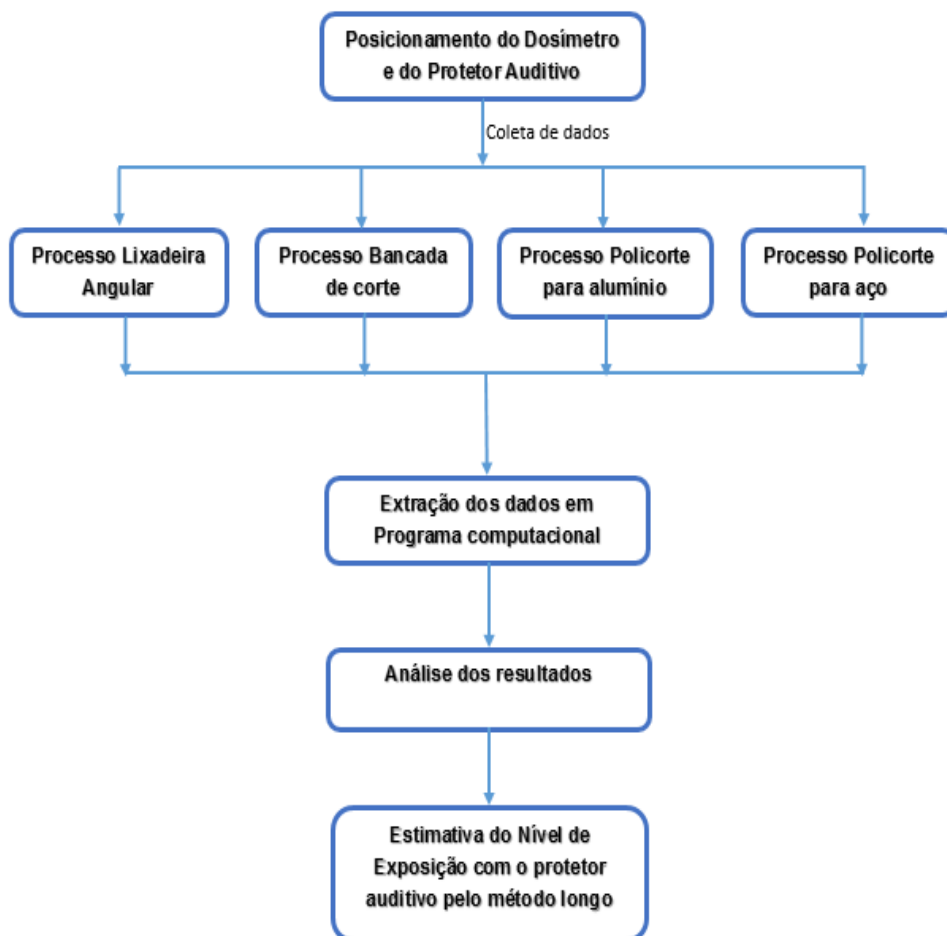 Posicionamento do Dosímetro
e do Protetor Auditivo
Coleta de dados
Processo Lixadeira
Angular
Processo Bancada
de corte
Processo Policorte
para alumínio
Processo Policorte
para aço
Extração dos dados em
Programa computacional
Análise dos resultados
Estimativa do Nível de
Exposição com o protetor
auditivo pelo método longo